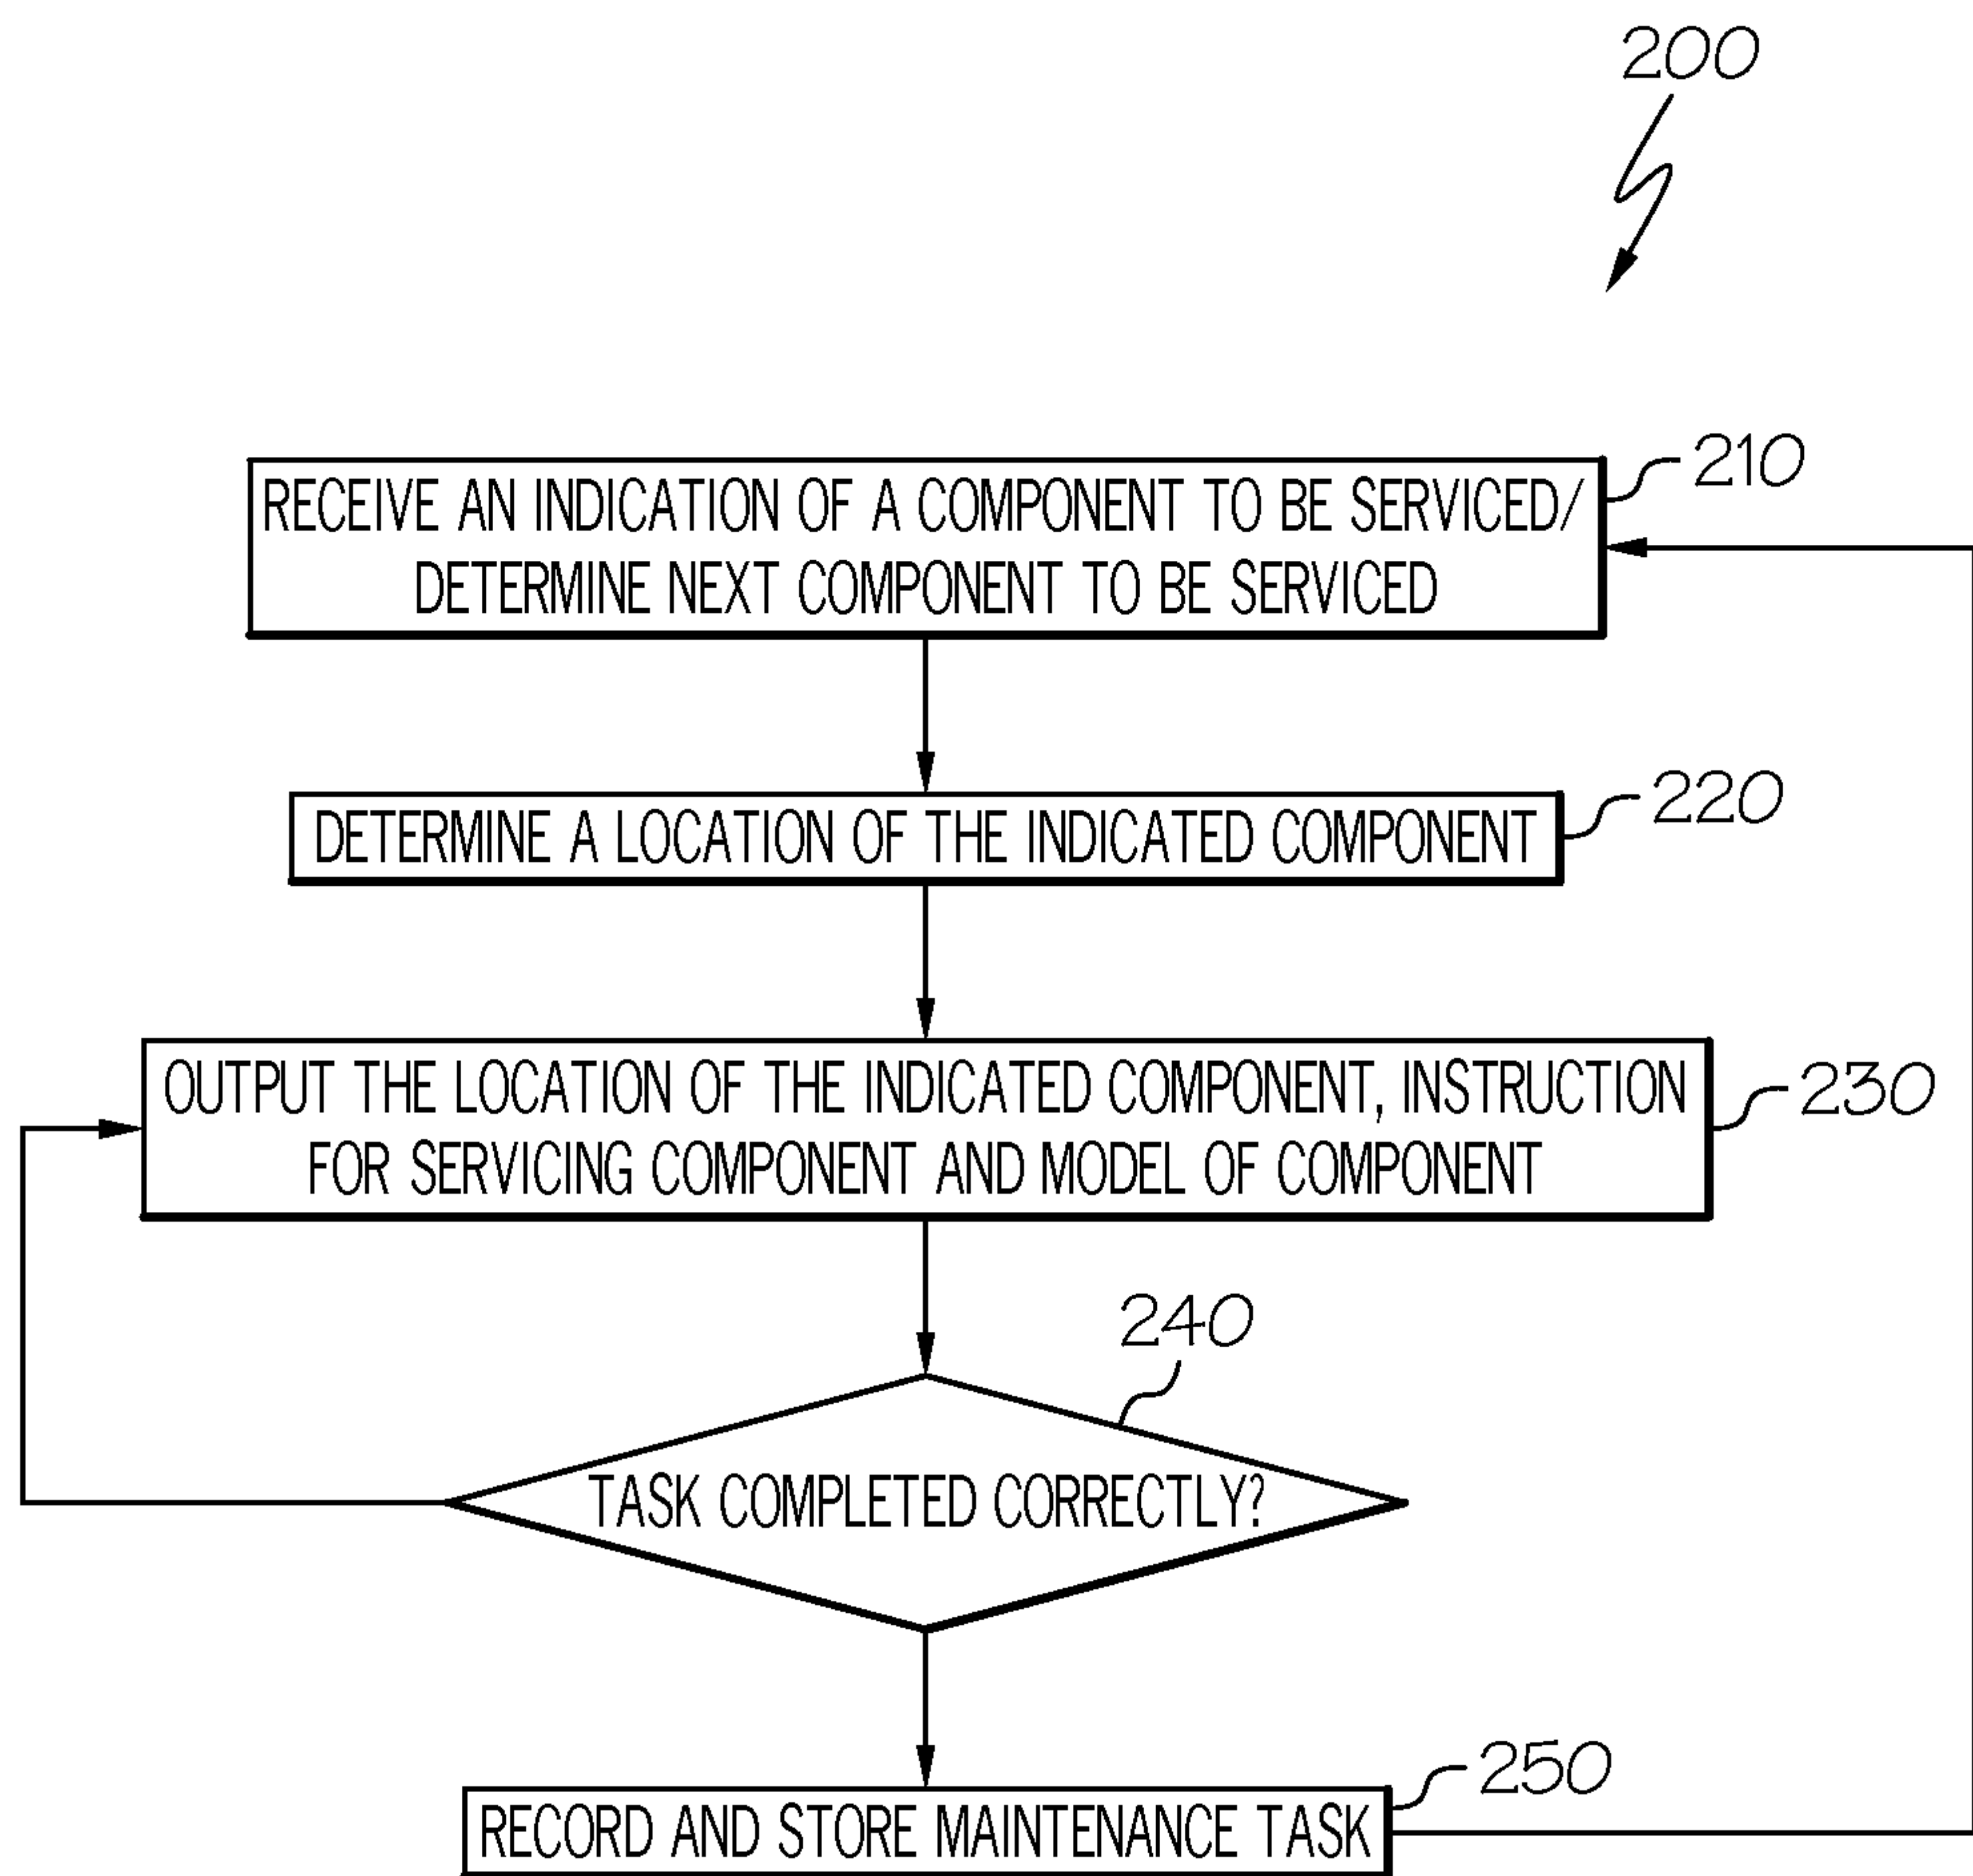 200
RECEIVE AN INDICATION OF A COMPONENT TO BE SERVICED/
DETERMINE NEXT COMPONENT TO BE SERVICED
210
DETERMINE A LOCATION OF THE INDICATED COMPONENT
220
OUTPUT THE LOCATION OF THE INDICATED COMPONENT, INSTRUCTION
FOR SERVICING COMPONENT AND MODEL OF COMPONENT
230
240
TASK COMPLETED CORRECTLY?
250
RECORD AND STORE MAINTENANCE TASK